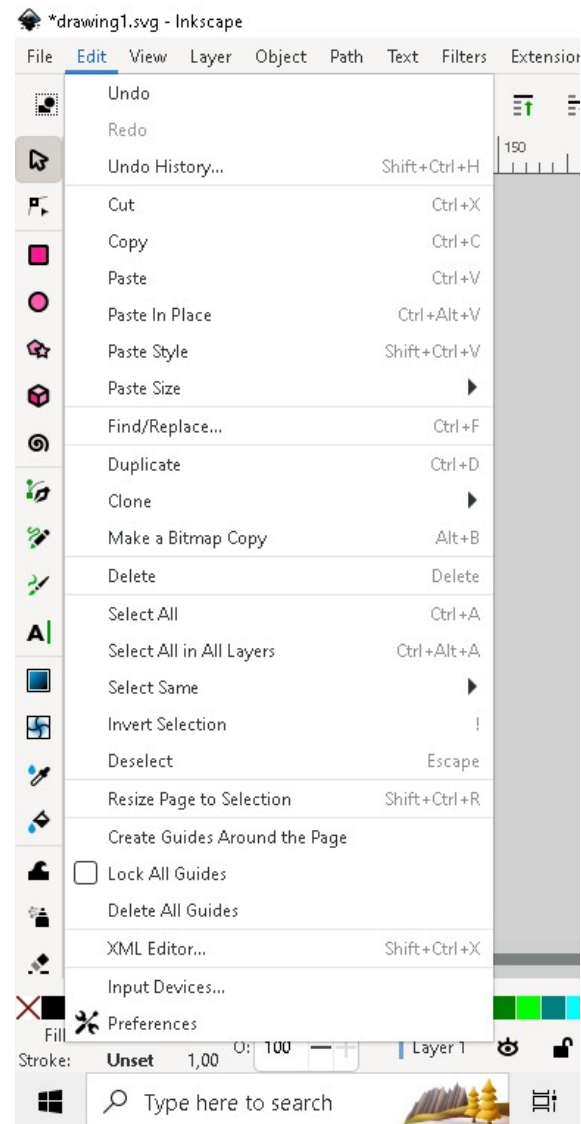 *drawing1.svg - Inkscape
File Edit View Layer Object Path Text Filters Extension
150
Undo
Redo
Undo History... Shift+Ctrl+H
Cut Ctrl+X
Copy Ctrl+C
Paste Ctrl+V
Paste In Place Ctrl+Alt+V
Paste Style Shift+Ctrl+V
Paste Size
Find/Replace... Ctrl+F
Duplicate Ctrl+D
Clone
Make a Bitmap Copy Alt+B
Delete Delete
Select All Ctrl+A
Select All in All Layers Ctrl+Alt+A
Select Same
Invert Selection !
Deselect Escape
Resize Page to Selection Shift+Ctrl+R
Create Guides Around the Page
Lock All Guides
Delete All Guides
XML Editor... Shift+Ctrl+X
Input Devices...
Preferences
Fill
Stroke: Unset 1,00 O: 100 Layer 1
Type here to search